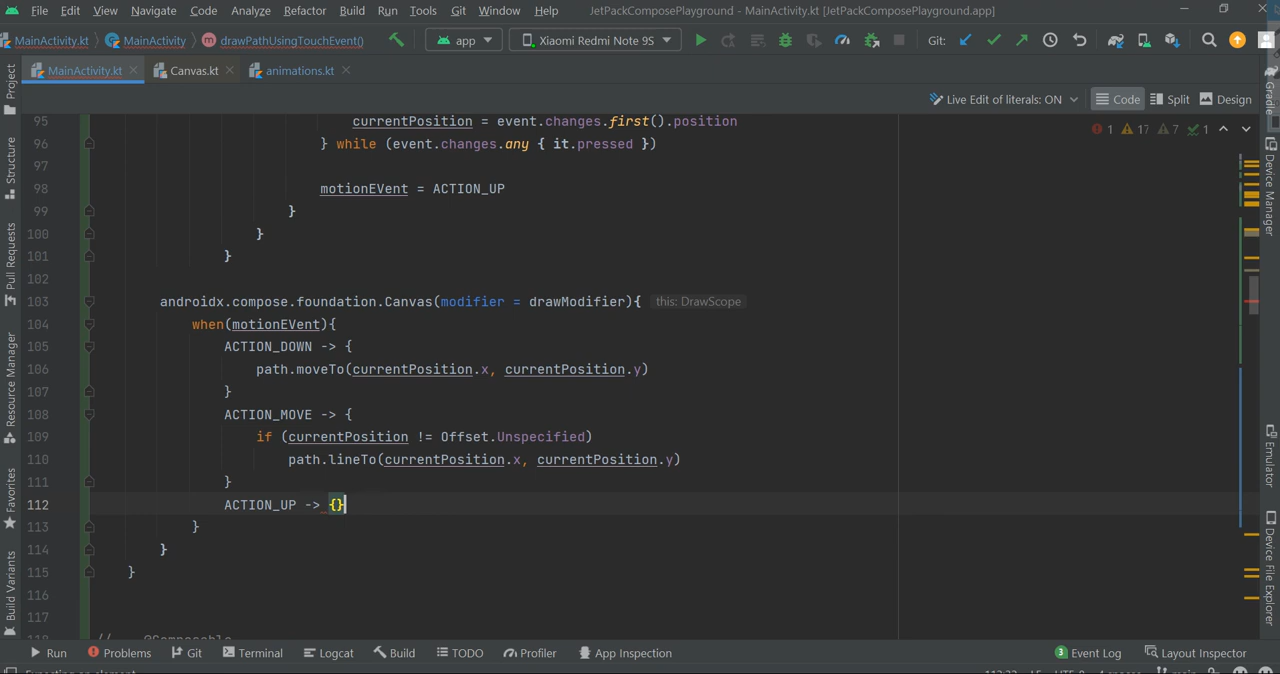 File Edit View Navigate Code Analyze Refactor Build Run Tools Git Window Help JetPackComposePlayground – MainActivity.kt [JetPackComposePlayground.app]
MainActivity.kt MainActivity drawPathUsingTouchEvent() app Xiaomi Redmi Note 9S Git:
MainActivity.kt Canvas.kt animations.kt
Live Edit of literals: ON Code Split Design
1 17 7 1
95 currentPosition = event.changes.first().position
96 } while (event.changes.any { it.pressed })
97
98 motionEVent = ACTION_UP
99 }
100 }
101 }
102
103 androidx.compose.foundation.Canvas(modifier = drawModifier){ this: DrawScope
104 when(motionEVent){
105 ACTION_DOWN -> {
106 path.moveTo(currentPosition.x, currentPosition.y)
107 }
108 ACTION_MOVE -> {
109 if (currentPosition != Offset.Unspecified)
110 path.lineTo(currentPosition.x, currentPosition.y)
111 }
112 ACTION_UP -> {}
113 }
114 }
115 }
116
117
Project
Structure
Pull Requests
Resource Manager
Favorites
Build Variants
Gradle
Device Manager
Emulator
Device File Explorer
Run Problems Git Terminal Logcat Build TODO Profiler App Inspection 3 Event Log Layout Inspector